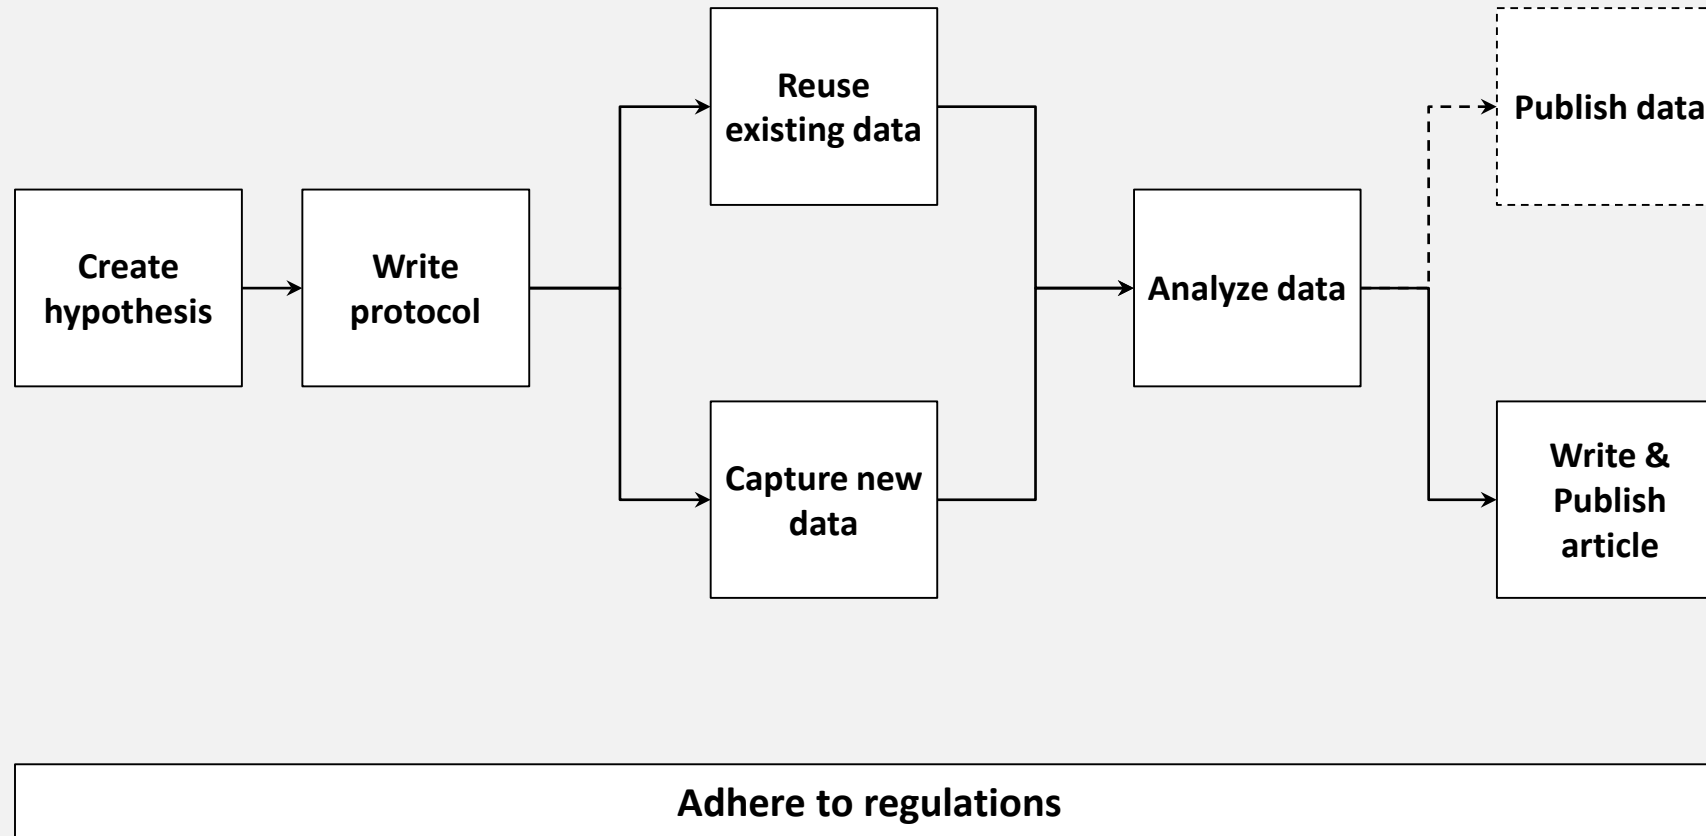 Create
hypothesis
Write
protocol
Reuse
existing data
Capture new
data
Analyze data
Publish data
Write &
Publish
article
Adhere to regulations